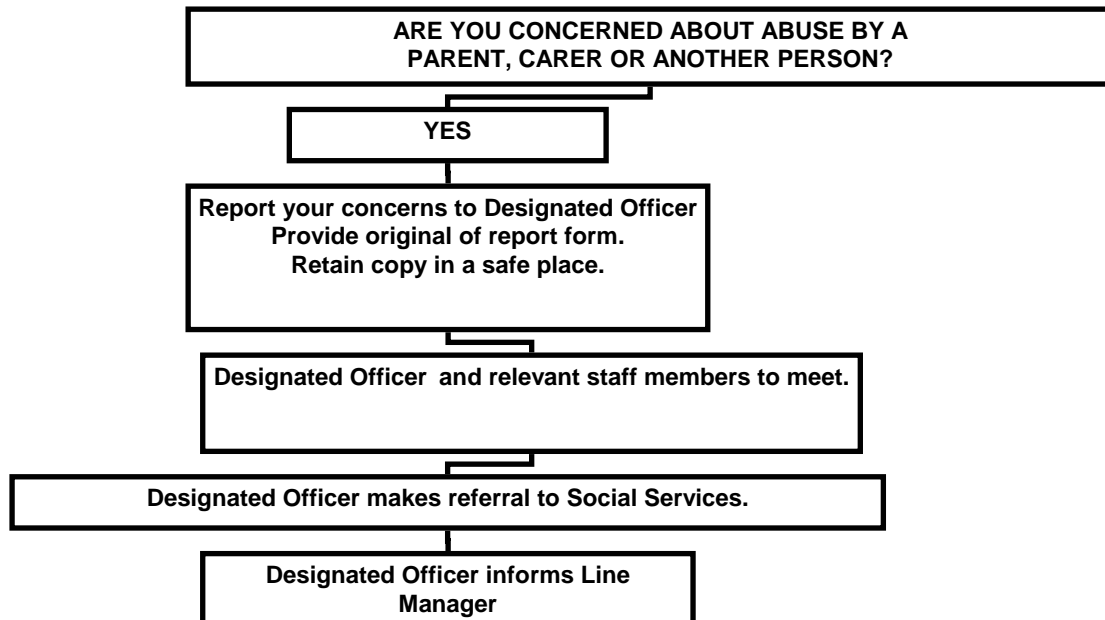 ARE YOU CONCERNED ABOUT ABUSE BY A
PARENT, CARER OR ANOTHER PERSON?
YES
Report your concerns to Designated Officer
Provide original of report form.
Retain copy in a safe place.
Designated Officer and relevant staff members to meet.
Designated Officer makes referral to Social Services.
Designated Officer informs Line
Manager